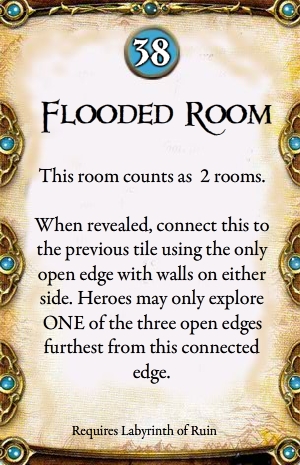 38
Flooded Room
This room counts as 2 rooms.
When revealed, connect this to
the previous tile using the only
open edge with walls on either
side. Heroes may only explore
ONE of the three open edges
furthest from this connected
edge.
Requires Labyrinth of Ruin